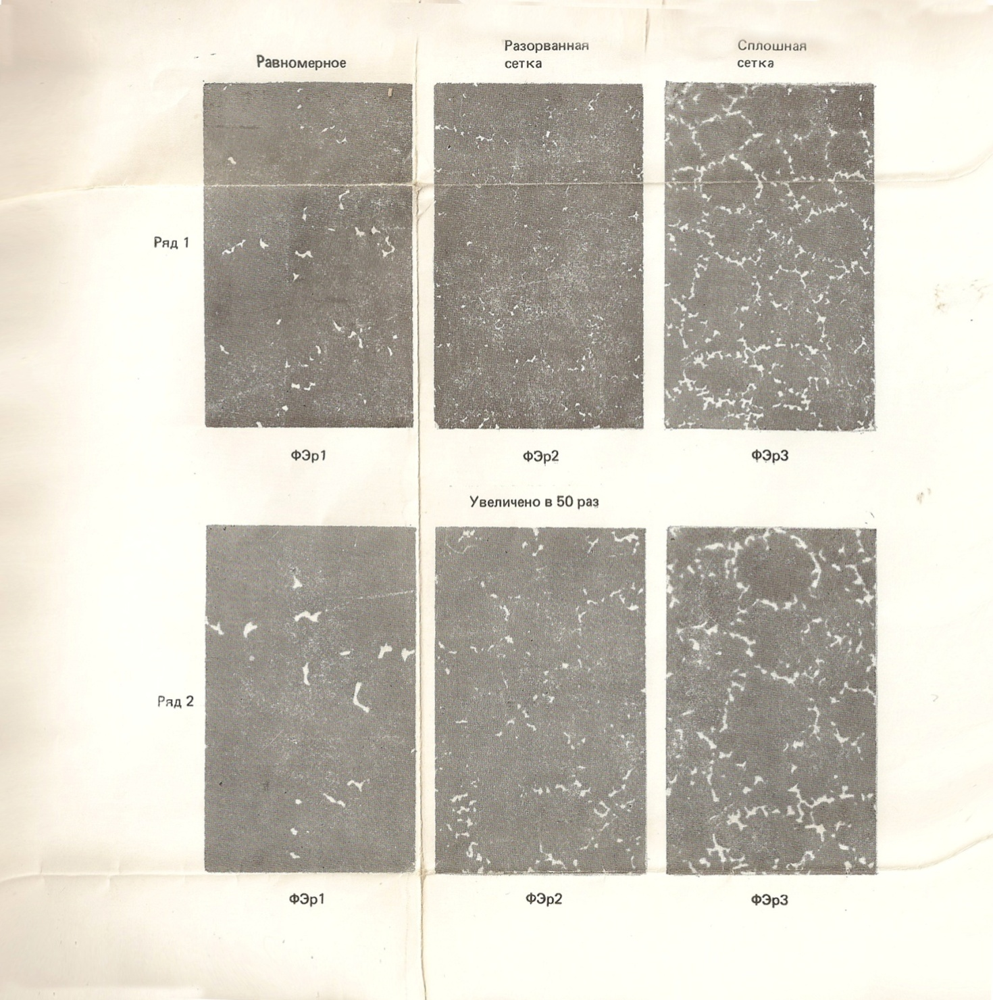 Равномерное
Разорванная
сетка
Сплошная
сетка
Ряд 1
ФЭр1
ФЭр2
ФЭр3
Увеличено в 50 раз
Ряд 2
ФЭр1
ФЭр2
ФЭр3